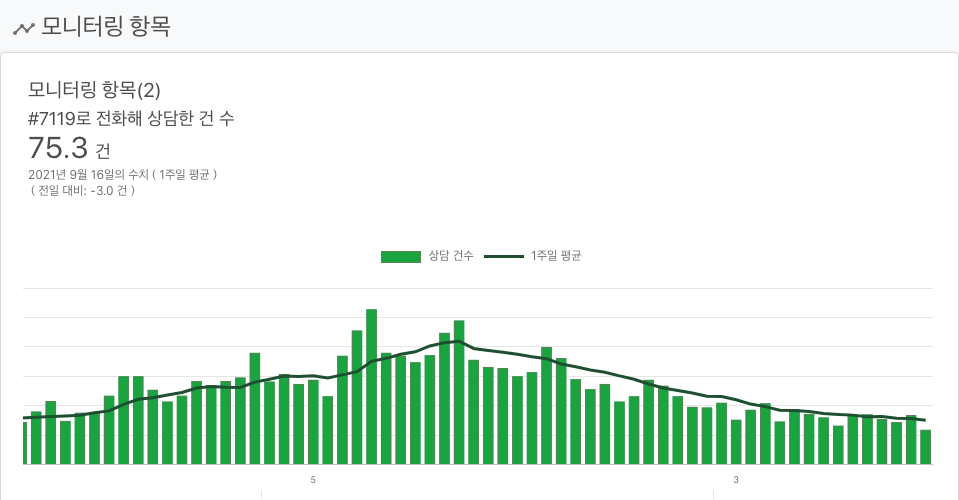 모니터링 항목
모니터링 항목(2)
#7119로 전화해 상담한 건 수
75.3 건
2021년 9월 16일의 수치 ( 1주일 평균 )
( 전일 대비: -3.0 건 )
상담 건수 1주일 평균
5 3